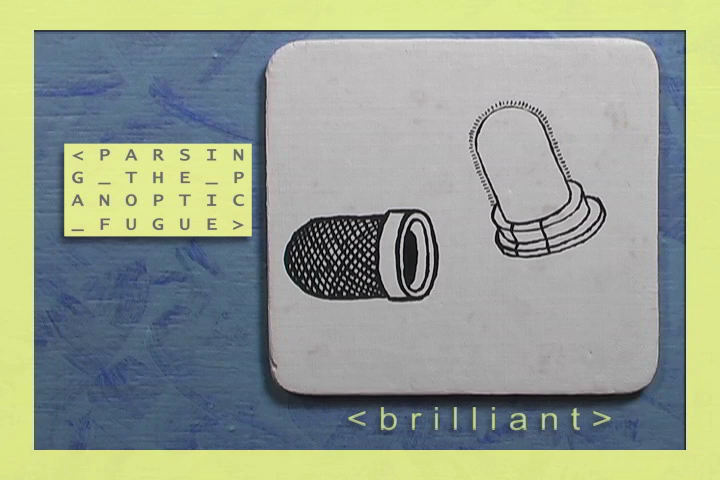 < P A R S I N
G _ T H E _ P
A N O P T I C
_ F U G U E >
< b r i l l i a n t >